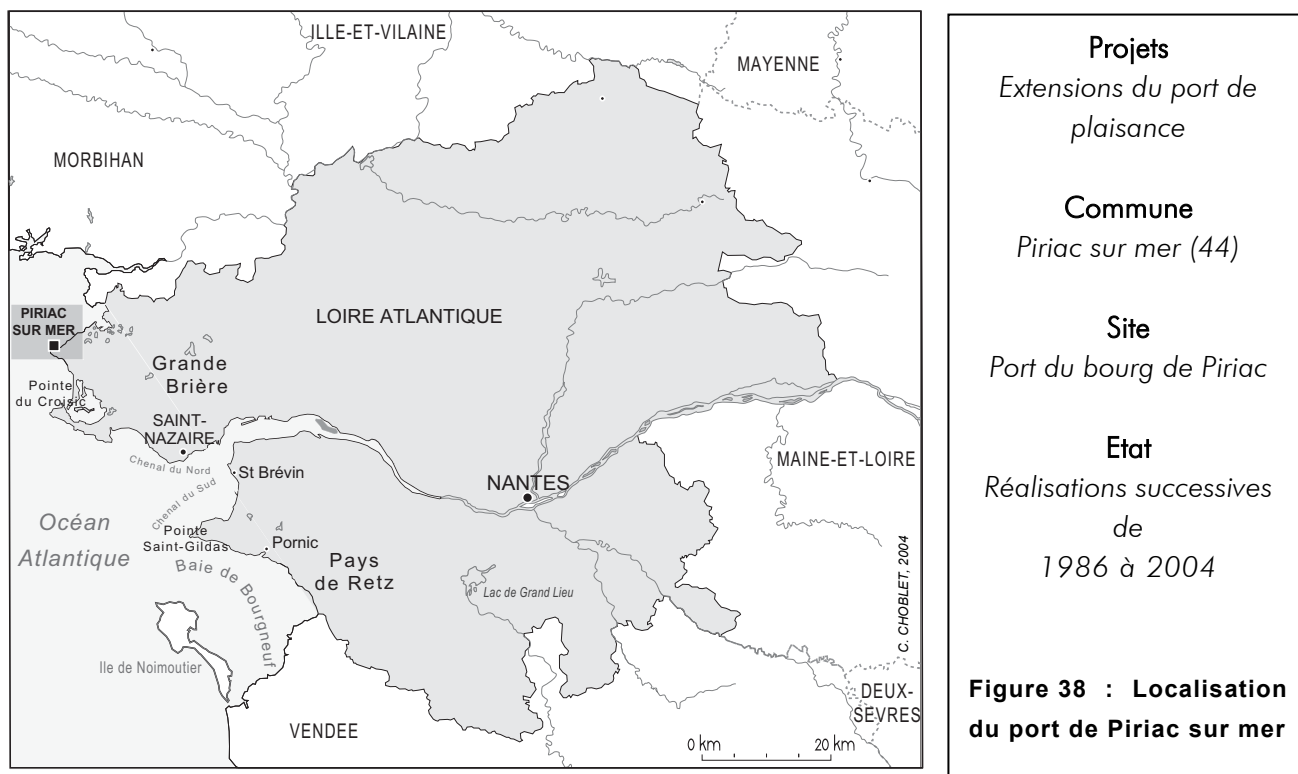 ILLE-ET-VILAINE
MAYENNE
MORBIHAN
PIRIAC
SUR MER
LOIRE ATLANTIQUE
Grande
Brière
Pointe
du Croisic
SAINT-
NAZAIRE
Chenal du Nord
St Brévin
Chenal du Sud
NANTES
MAINE-ET-LOIRE
Océan
Atlantique
Pointe
Saint-Gildas
Pornic
Baie de Bourgneuf
Pays
de Retz
Lac de Grand Lieu
C. CHOBLET, 2004
Ile de Noimoutier
VENDEE
DEUX-
SEVRES
0 km
20 km
Projets
Extensions du port de
plaisance
Commune
Piriac sur mer (44)
Site
Port du bourg de Piriac
Etat
Réalisations successives
de
1986 à 2004
Figure 38 : Localisation
du port de Piriac sur mer